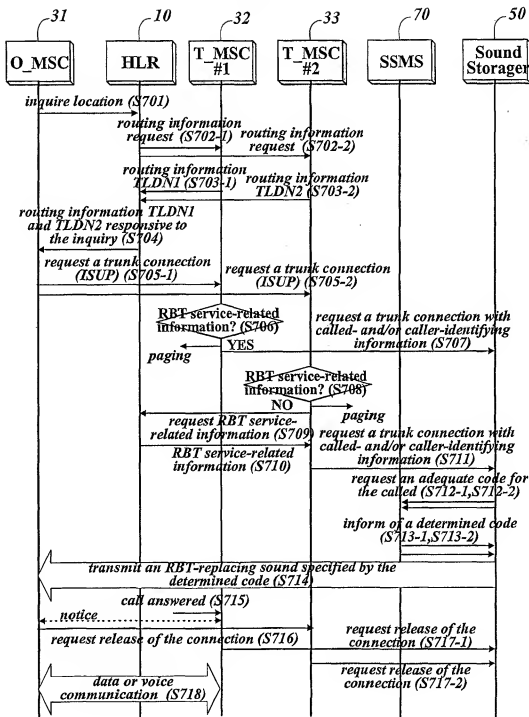 31
10
32
33
70
50
O_MSC
HLR
T_MSC
#1
T_MSC
#2
SSMS
Sound
Storager
inquire location (S701)
routing information
request (S702-1)
routing information
request (S702-2)
routing information
TLDN1 (S703-1)
routing information
TLDN2 (S703-2)
routing information TLDN1
and TLDN2 responsive to
the inquiry (S704)
request a trunk connection
(ISUP) (S705-1)
request a trunk connection
(ISUP) (S705-2)
RBT service-related
information? (S706)
YES
paging
request a trunk connection with
called- and/or caller-identifying
information (S707)
RBT service-related
information? (S708)
NO
paging
request RBT service-
related information (S709)
RBT service-related
information (S710)
request a trunk connection with
called- and/or caller-identifying
information (S711)
request an adequate code for
the called (S712-1,S712-2)
inform of a determined code
(S713-1,S713-2)
transmit an RBT-replacing sound specified by the
determined code (S714)
call answered (S715)
notice
request release of the connection (S716)
request release of the
connection (S717-1)
request release of the
connection (S717-2)
data or voice
communication (S718)